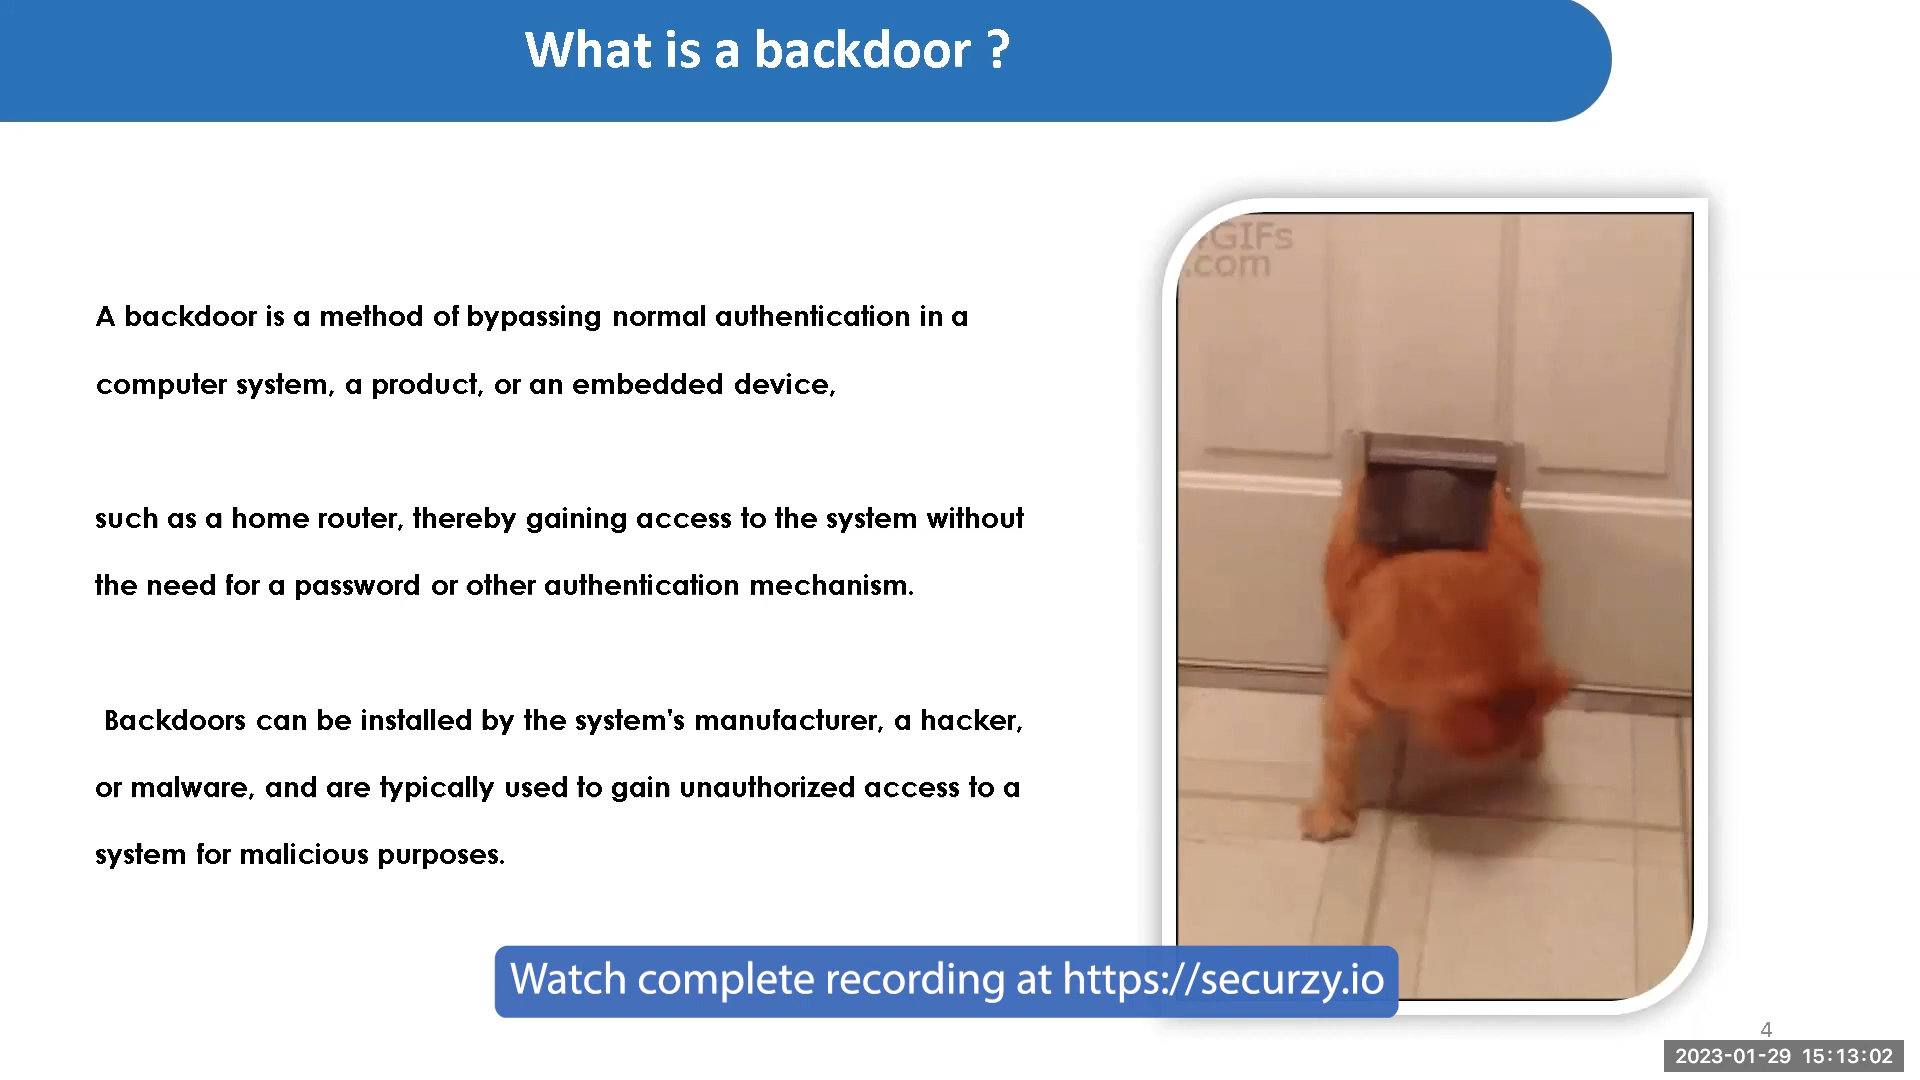 What is a backdoor ?
A backdoor is a method of bypassing normal authentication in a
computer system, a product, or an embedded device,
such as a home router, thereby gaining access to the system without
the need for a password or other authentication mechanism.
Backdoors can be installed by the system's manufacturer, a hacker,
or malware, and are typically used to gain unauthorized access to a
system for malicious purposes.
GIFs
.com
Watch complete recording at https://securzy.io
4
2023-01-29 15:13:02